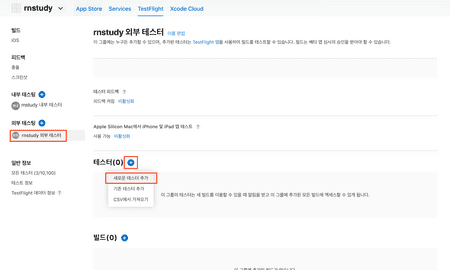 rnstudy
App Store Services TestFlight Xcode Cloud
빌드
iOS
피드백
충돌
스크린샷
내부 테스팅
rnstudy 내부 테스터
외부 테스팅
rnstudy 외부 테스터
일반 정보
모든 테스터 (3/10,100)
테스트 정보
TestFlight 데이터 정보 ?
rnstudy 외부 테스터 이름 편집
이 그룹에는 누구든 추가할 수 있으며, 추가된 테스터는 TestFlight 앱을 사용하여 빌드를 테스트할 수 있습니다. 빌드는 베타 앱 심사의 승인을 받아야 할 수 있습니다.
테스터 피드백 ?
피드백 켜짐 비활성화
Apple Silicon Mac에서 iPhone 및 iPad 앱 테스트 ?
사용 가능 비활성화
테스터(0)
새로운 테스터 추가
기존 테스터 추가
CSV에서 가져오기
이 그룹의 테스터는 새 빌드를 이용할 수 있을 때 알림을 받고 이 그룹에 추가된 모든 빌드에 액세스할 수 있게 됩니다.
빌드(0)